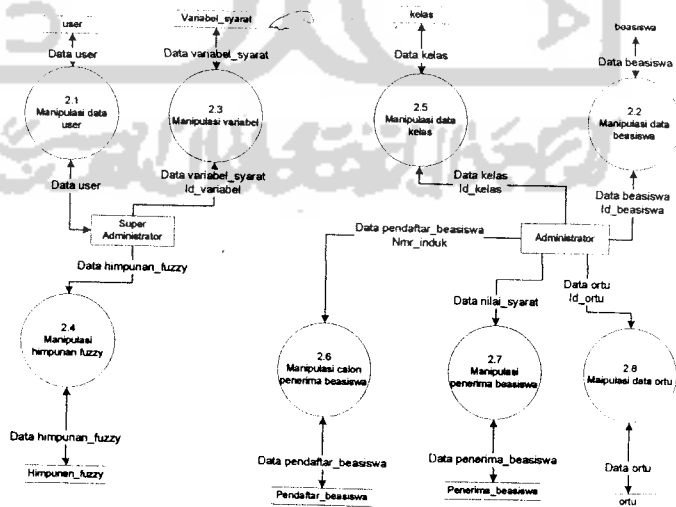 user
Variabel_syarat
kelas
beasiswa
Data user
Data variabel_syarat
Data kelas
Data beasiswa
2.1
Manipulasi data
user
2.3
Manipulasi variabel
2.5
Manipulasi data
kelas
2.2
Manipulasi data
beasiswa
Data user
Data variabel_syarat
Id_variabel
Data kelas
Id_kelas
Data beasiswa
Id_beasiswa
Super
Administrator
Data pendaftar_beasiswa
Nmr_induk
Administrator
Data himpunan_fuzzy
Data nilai_syarat
Data ortu
Id_ortu
2.4
Manipulasi
himpunan fuzzy
2.6
Manipulasi calon
penerima beasiswa
2.7
Manipulasi
penerima beasiswa
2.8
Maipulasi data ortu
Data himpunan_fuzzy
Data pendaftar_beasiswa
Data penerima_beasiswa
Data ortu
Himpunan_fuzzy
Pendaftar_beasiswa
Penerima_beasiswa
ortu